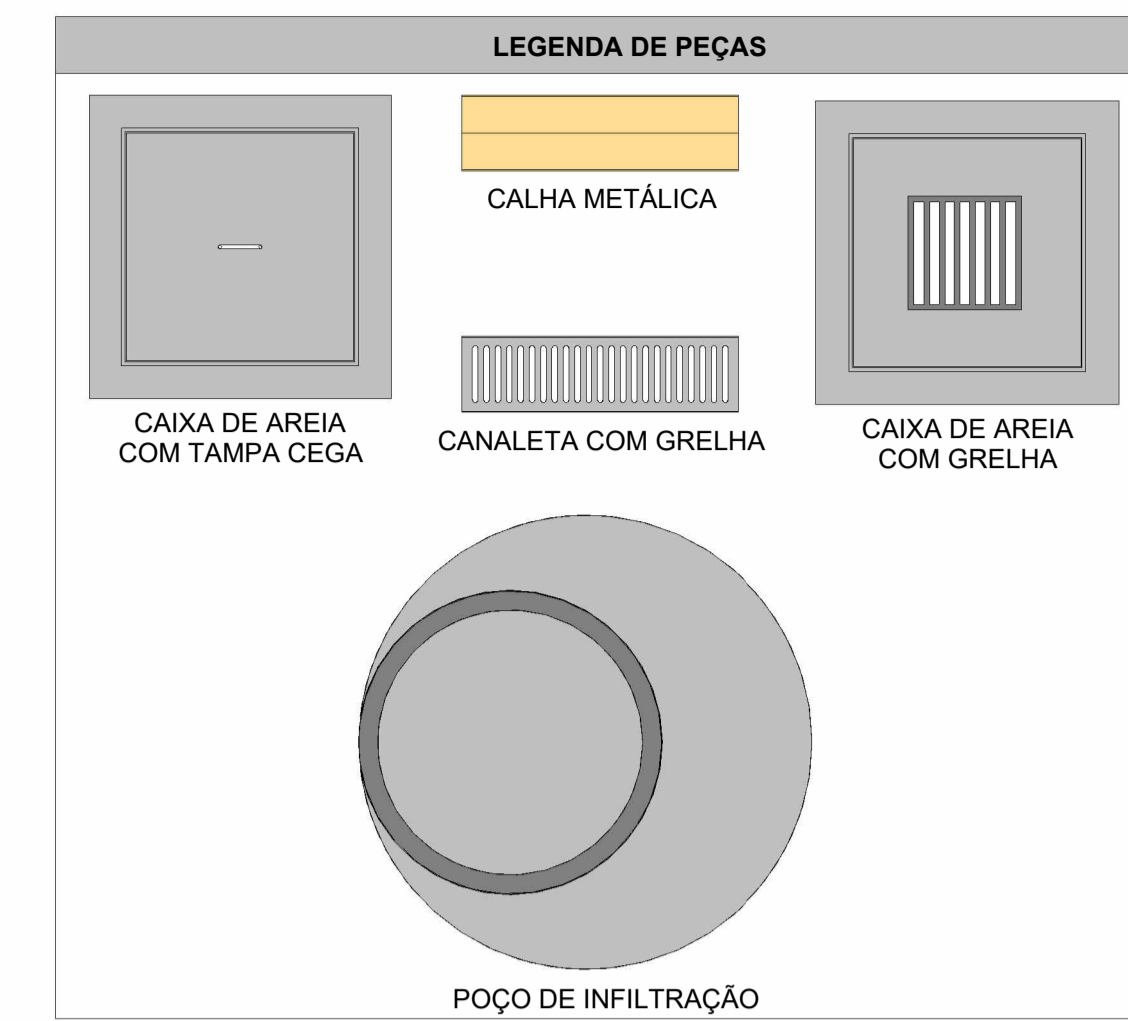 LEGENDA DE PEÇAS
CALHA METÁLICA
CAIXA DE AREIA
COM TAMPA CEGA
CANALETA COM GRELHA
CAIXA DE AREIA
COM GRELHA
POÇO DE INFILTRAÇÃO